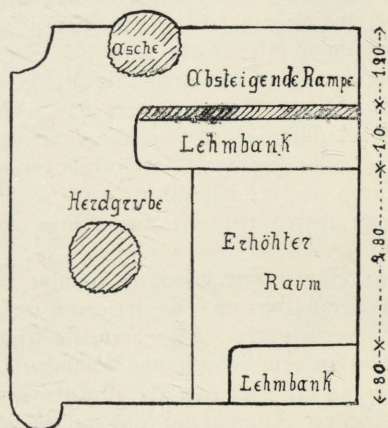 Asche
Absteigende Rampe
Lehmbank
Herdgrube
Erhöhter
Raum
Lehmbank
1.90
1.0
2.80
80